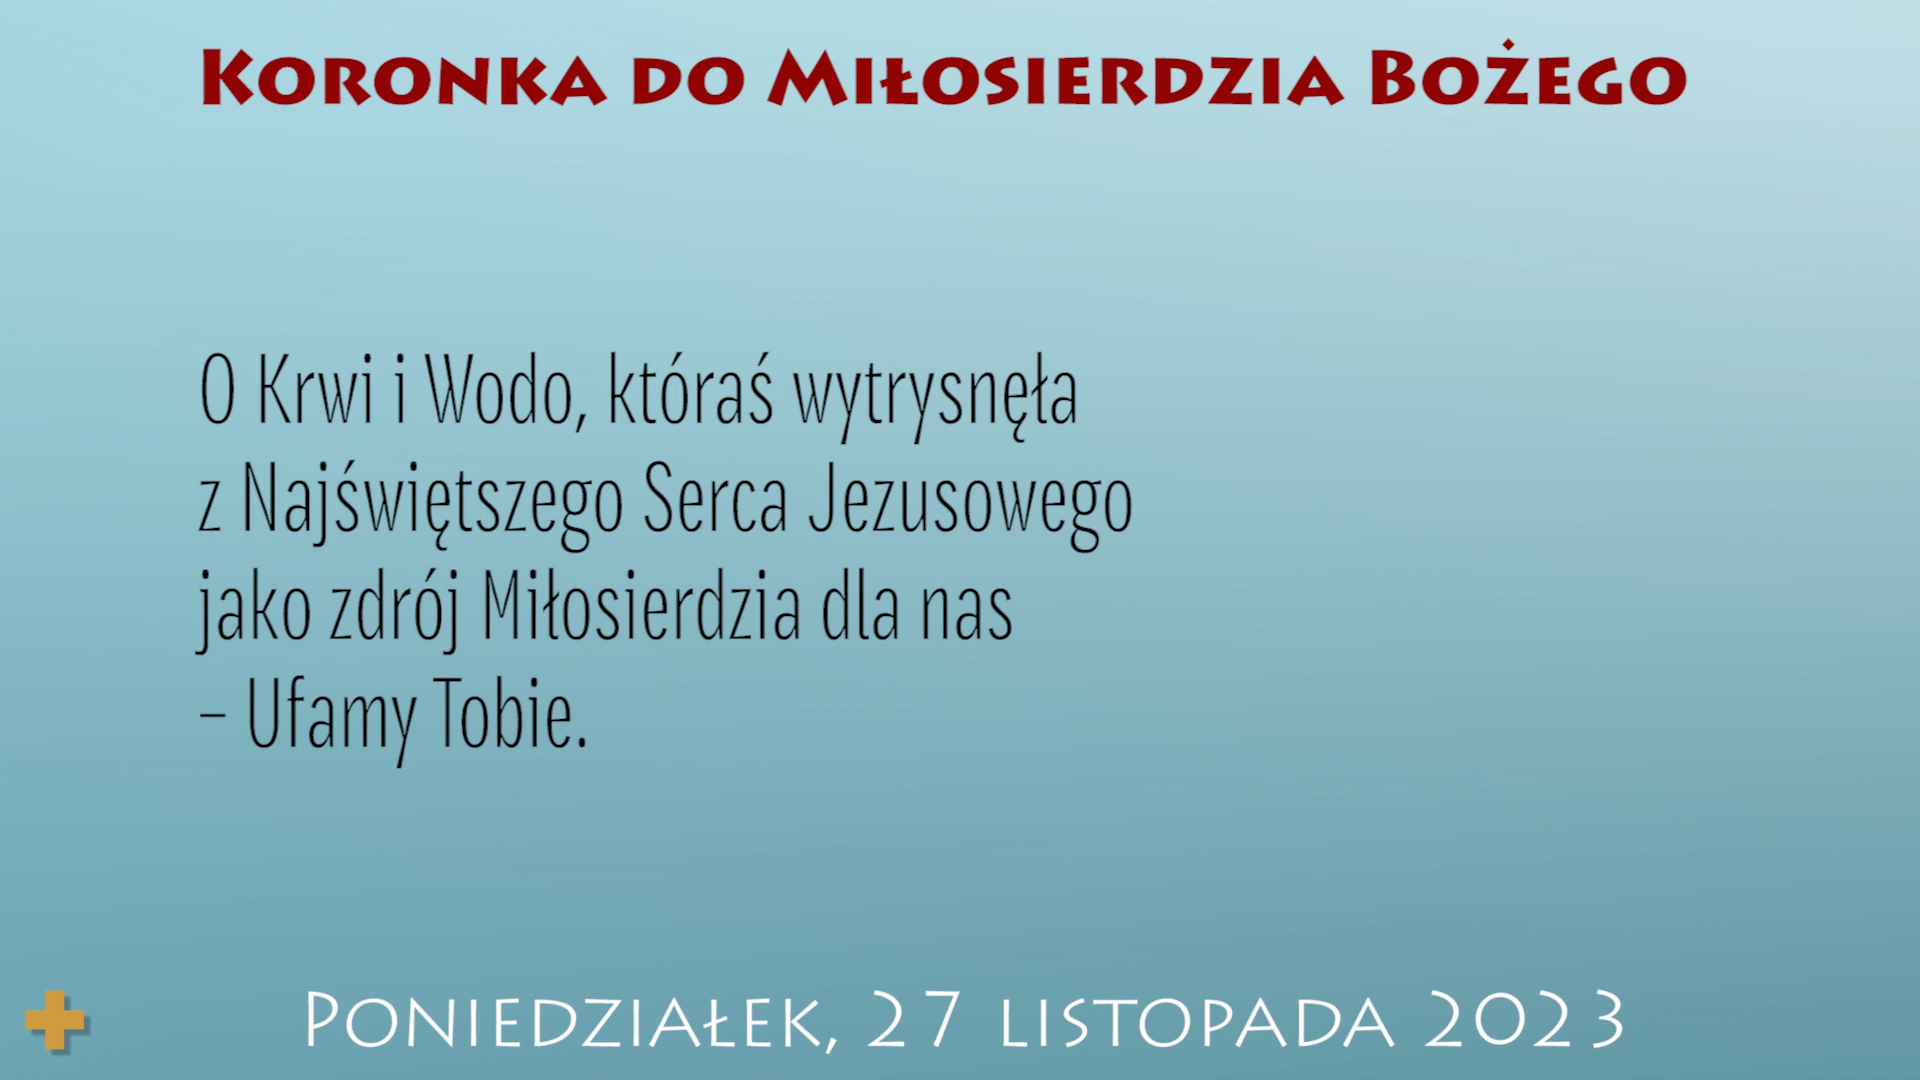 Koronka do Miłosierdzia Bożego
O Krwi i Wodo, któraś wytrysnęła
z Najświętszego Serca Jezusowego
jako zdrój Miłosierdzia dla nas
– Ufamy Tobie.
Poniedziałek, 27 listopada 2023